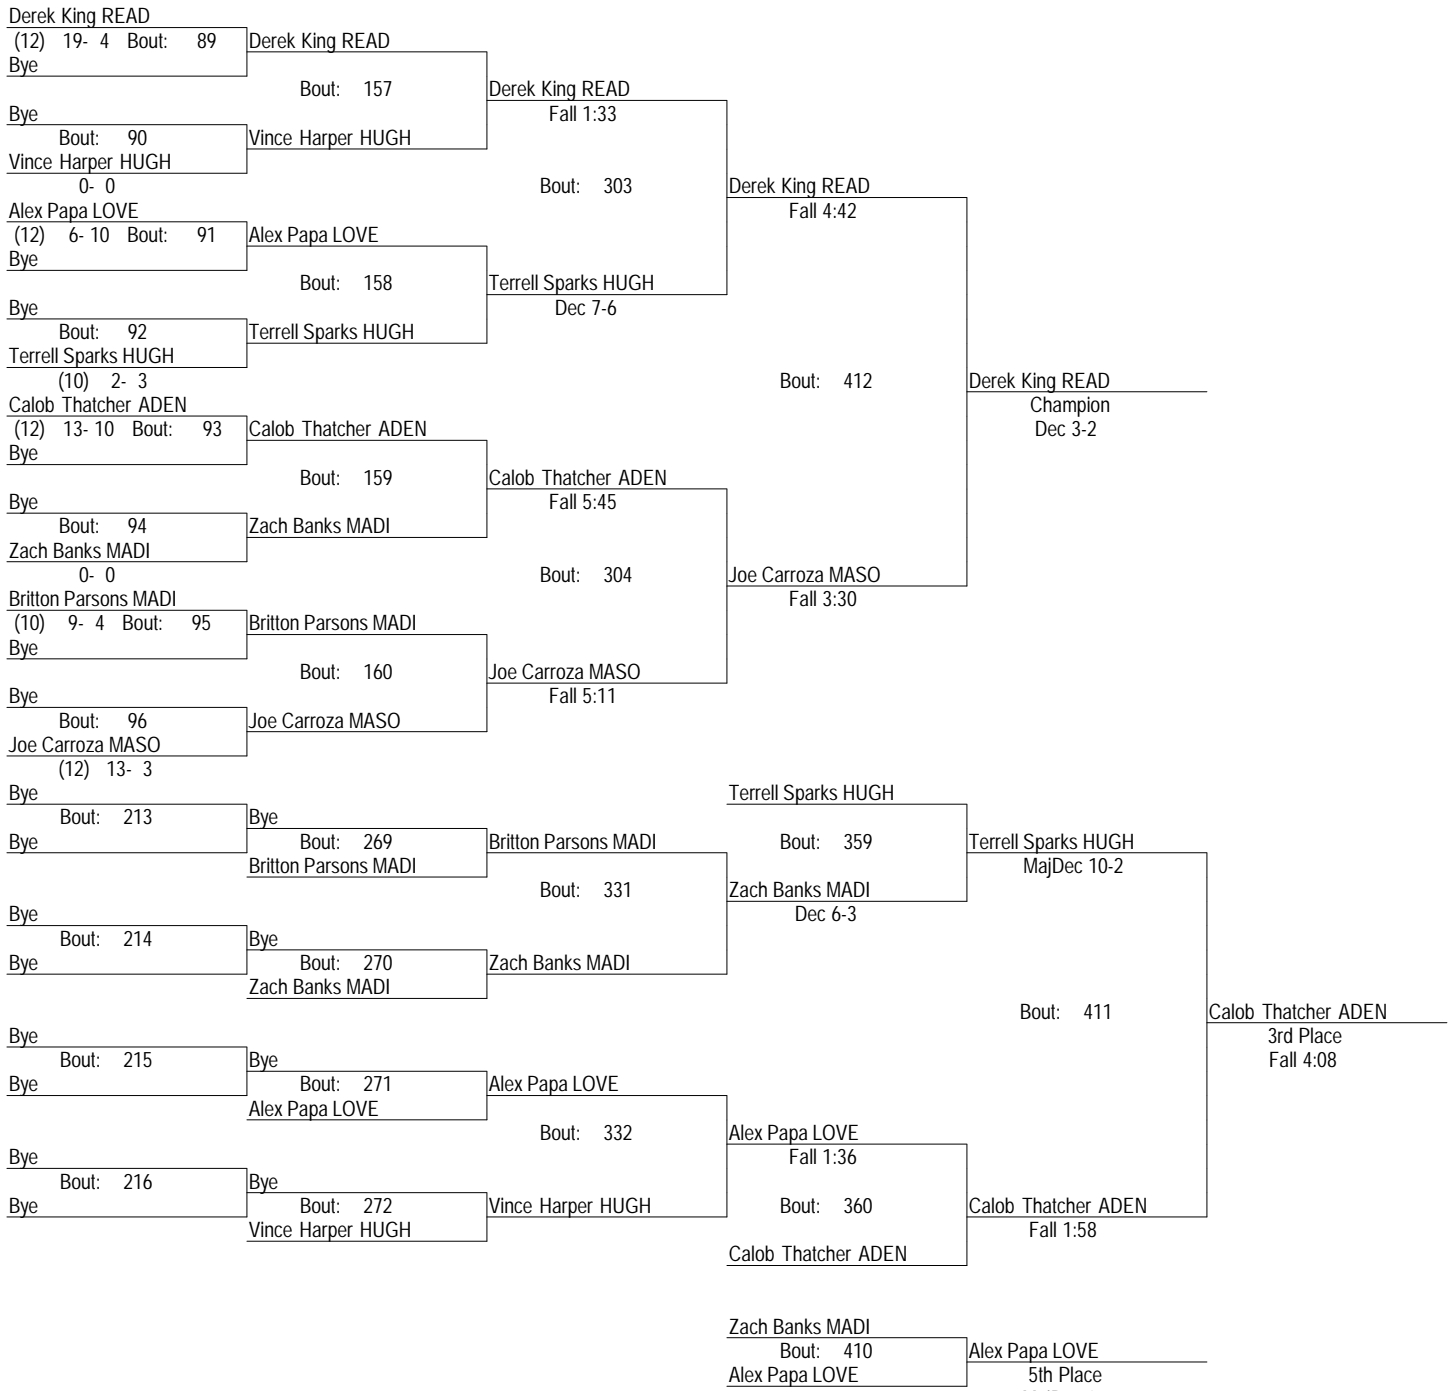 Derek King READ
(12) 19- 4 Bout: 89 Derek King READ
Bye
Bout: 157 Derek King READ
Bye Fall 1:33
Bout: 90 Vince Harper HUGH
Vince Harper HUGH
0- 0 Bout: 303 Derek King READ
Alex Papa LOVE Fall 4:42
(12) 6- 10 Bout: 91 Alex Papa LOVE
Bye
Bout: 158 Terrell Sparks HUGH
Bye Dec 7-6
Bout: 92 Terrell Sparks HUGH
Terrell Sparks HUGH
(10) 2- 3 Bout: 412 Derek King READ
Calob Thatcher ADEN Champion
(12) 13- 10 Bout: 93 Calob Thatcher ADEN Dec 3-2
Bye
Bout: 159 Calob Thatcher ADEN
Bye Fall 5:45
Bout: 94 Zach Banks MADI
Zach Banks MADI
0- 0 Bout: 304 Joe Carroza MASO
Britton Parsons MADI Fall 3:30
(10) 9- 4 Bout: 95 Britton Parsons MADI
Bye
Bout: 160 Joe Carroza MASO
Bye Fall 5:11
Bout: 96 Joe Carroza MASO
Joe Carroza MASO
(12) 13- 3
Bye Terrell Sparks HUGH
Bout: 213 Bye
Bye Bout: 269 Britton Parsons MADI Bout: 359 Terrell Sparks HUGH
Britton Parsons MADI MajDec 10-2
Bout: 331 Zach Banks MADI
Bye Dec 6-3
Bout: 214 Bye
Bye Bout: 270 Zach Banks MADI
Zach Banks MADI
Bout: 411 Calob Thatcher ADEN
Bye 3rd Place
Bout: 215 Bye Fall 4:08
Bye Bout: 271 Alex Papa LOVE
Alex Papa LOVE
Bout: 332 Alex Papa LOVE
Bye Fall 1:36
Bout: 216 Bye
Bye Bout: 272 Vince Harper HUGH Bout: 360 Calob Thatcher ADEN
Vince Harper HUGH Fall 1:58
Calob Thatcher ADEN
Zach Banks MADI
Bout: 410 Alex Papa LOVE
Alex Papa LOVE 5th Place